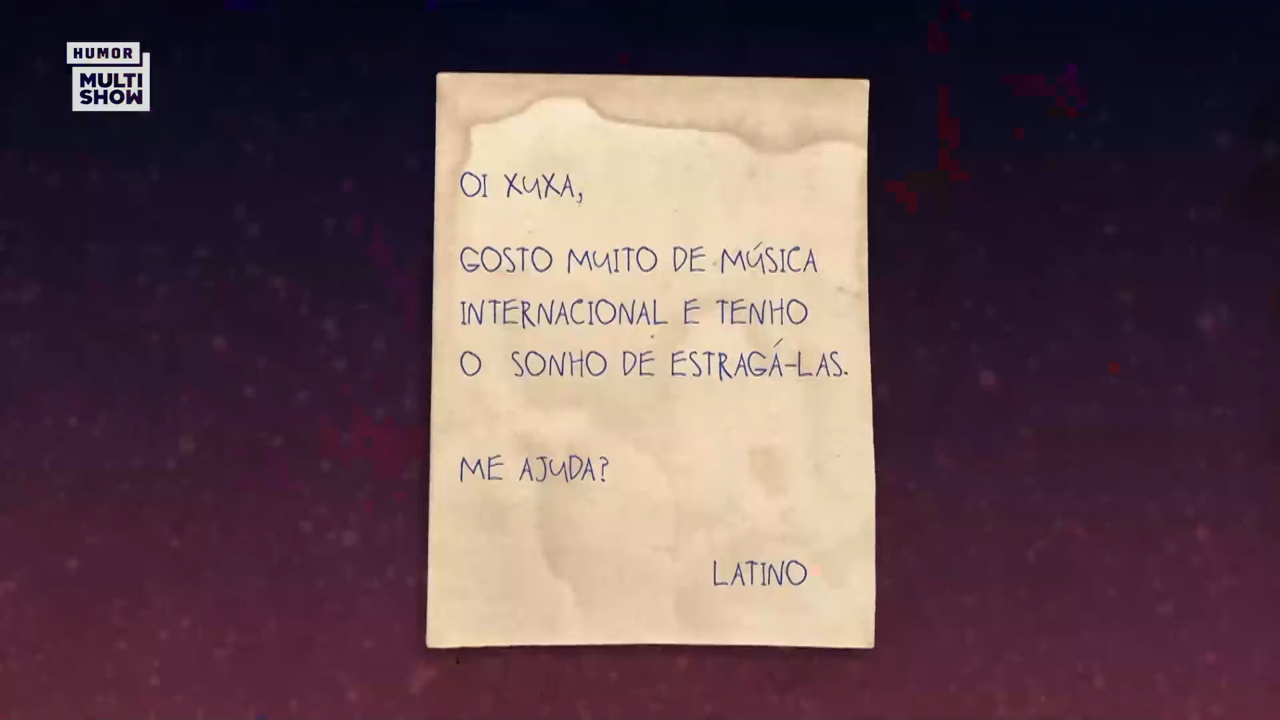 HUMOR
MULTI
SHOW
OI XUXA,
GOSTO MUITO DE MÚSICA
INTERNACIONAL E TENHO
O SONHO DE ESTRAGÁ-LAS.
ME AJUDA?
LATINO